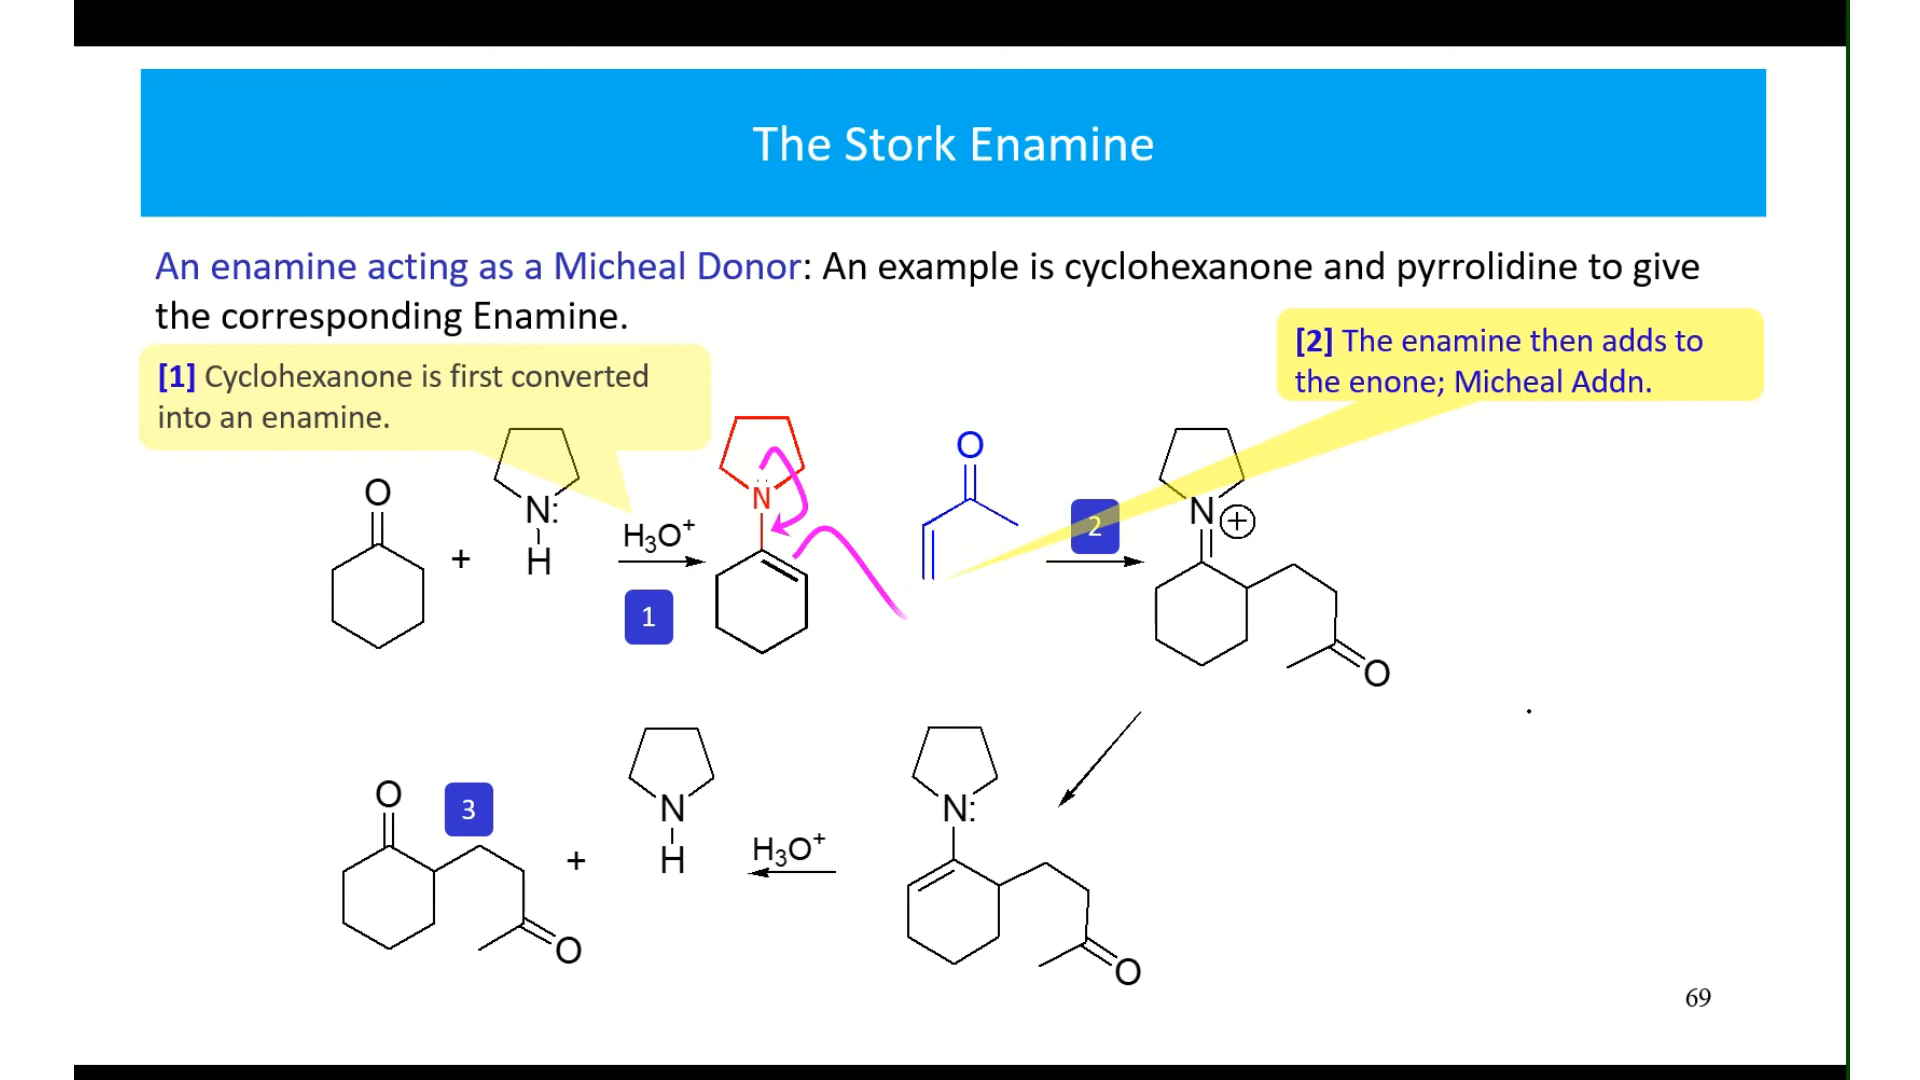 The Stork Enamine
An enamine acting as a Micheal Donor: An example is cyclohexanone and pyrrolidine to give
the corresponding Enamine.
[2] The enamine then adds to
the enone; Micheal Addn.
[1] Cyclohexanone is first converted
into an enamine.
O
+
N:
H
H₃O⁺
1
N
O
2
N
+
O
O
3
+
N
H
H₃O⁺
N:
O
O
69